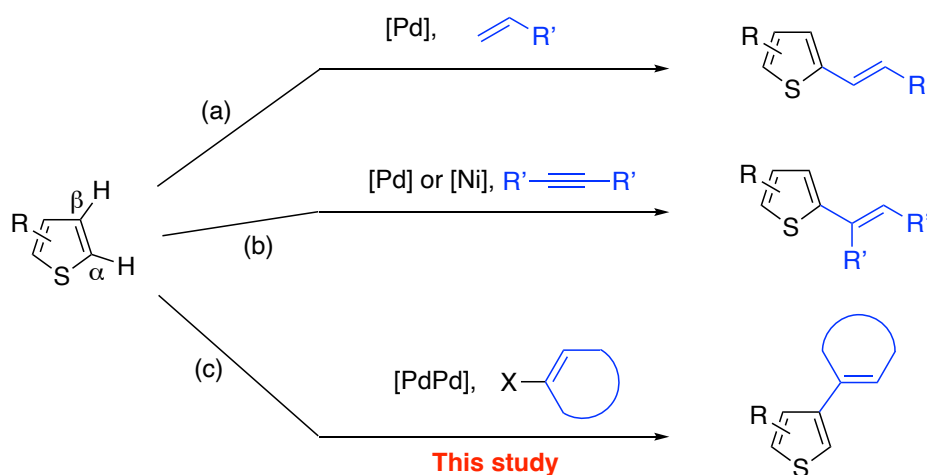 [Pd],
R'
R
S
R
(a)
[Pd] or [Ni], R' R'
R
S
R'
R'
R
β
H
H
S
α
(b)
(c)
[PdPd], X
R
S
This study